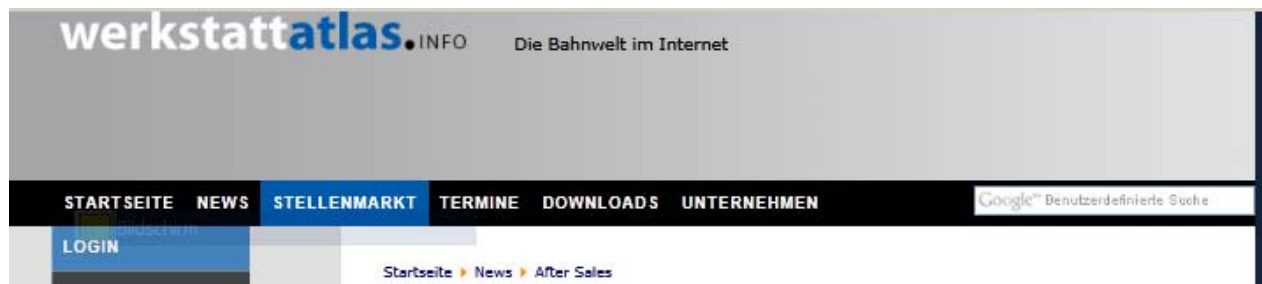 werkstattatlas.INFO Die Bahnwelt im Internet
STARTSEITE NEWS STELLENMARKT TERMINE DOWNLOADS UNTERNEHMEN Google™ Benutzerdefinierte Suche
Bildschirm
LOGIN
Startseite News After Sales